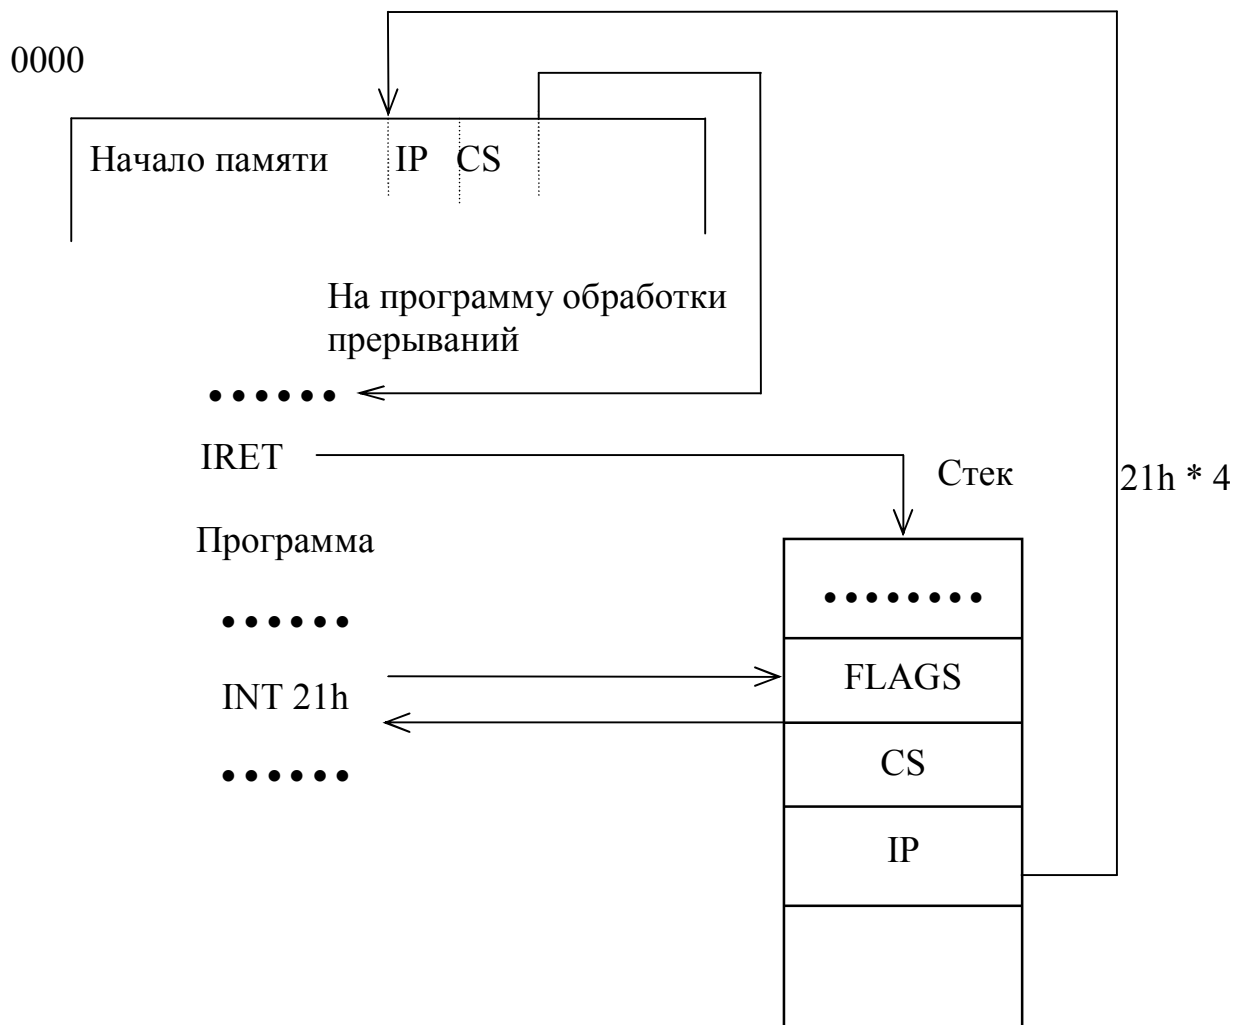 0000
Начало памяти IP CS
На программу обработки
прерываний
IRET
Стек
21h * 4
Программа
FLAGS
INT 21h
CS
IP